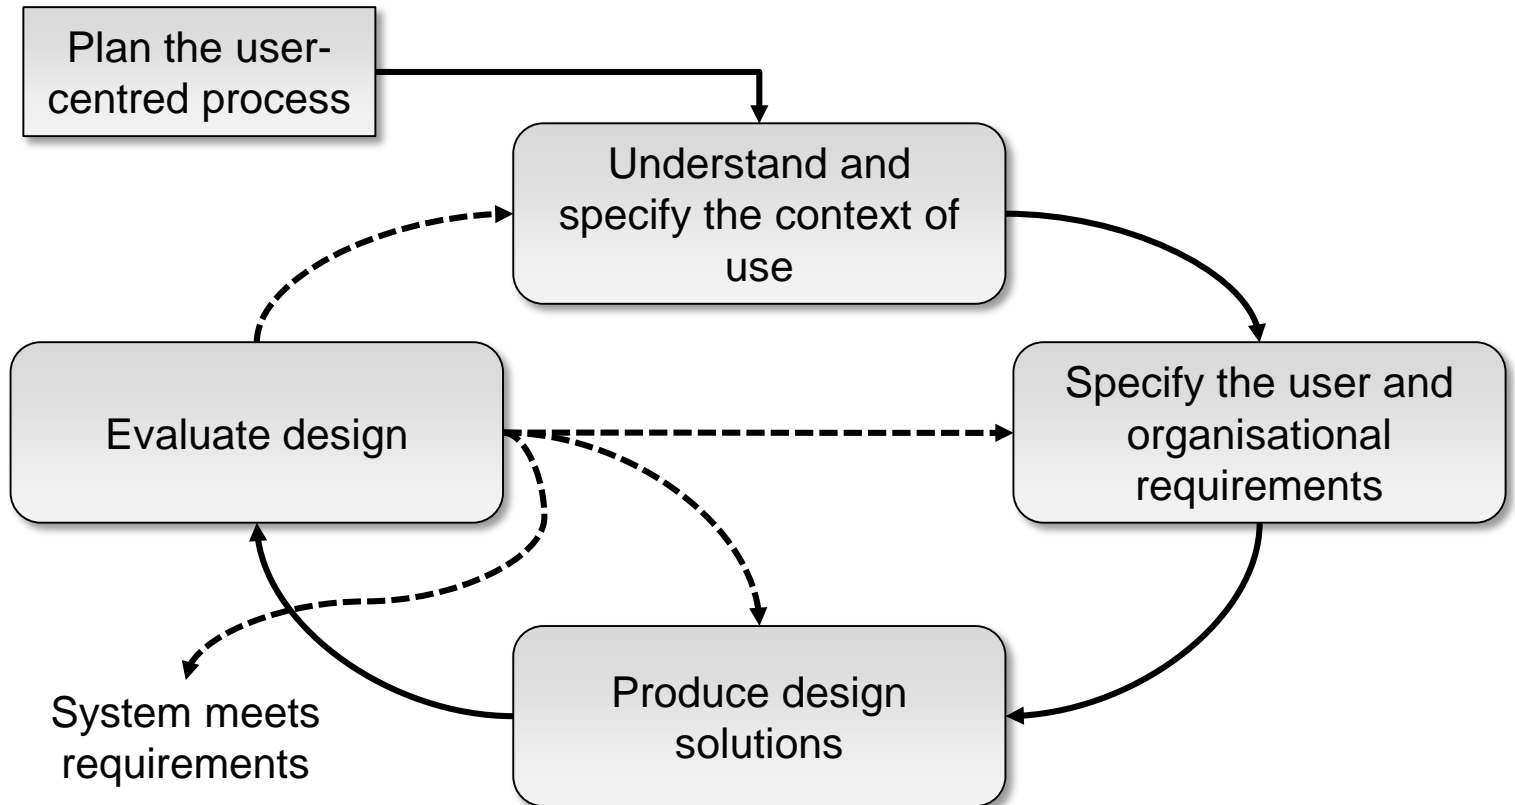 Plan the user-
centred process
Understand and
specify the context of
use
Evaluate design
Specify the user and
organisational
requirements
System meets
requirements
Produce design
solutions